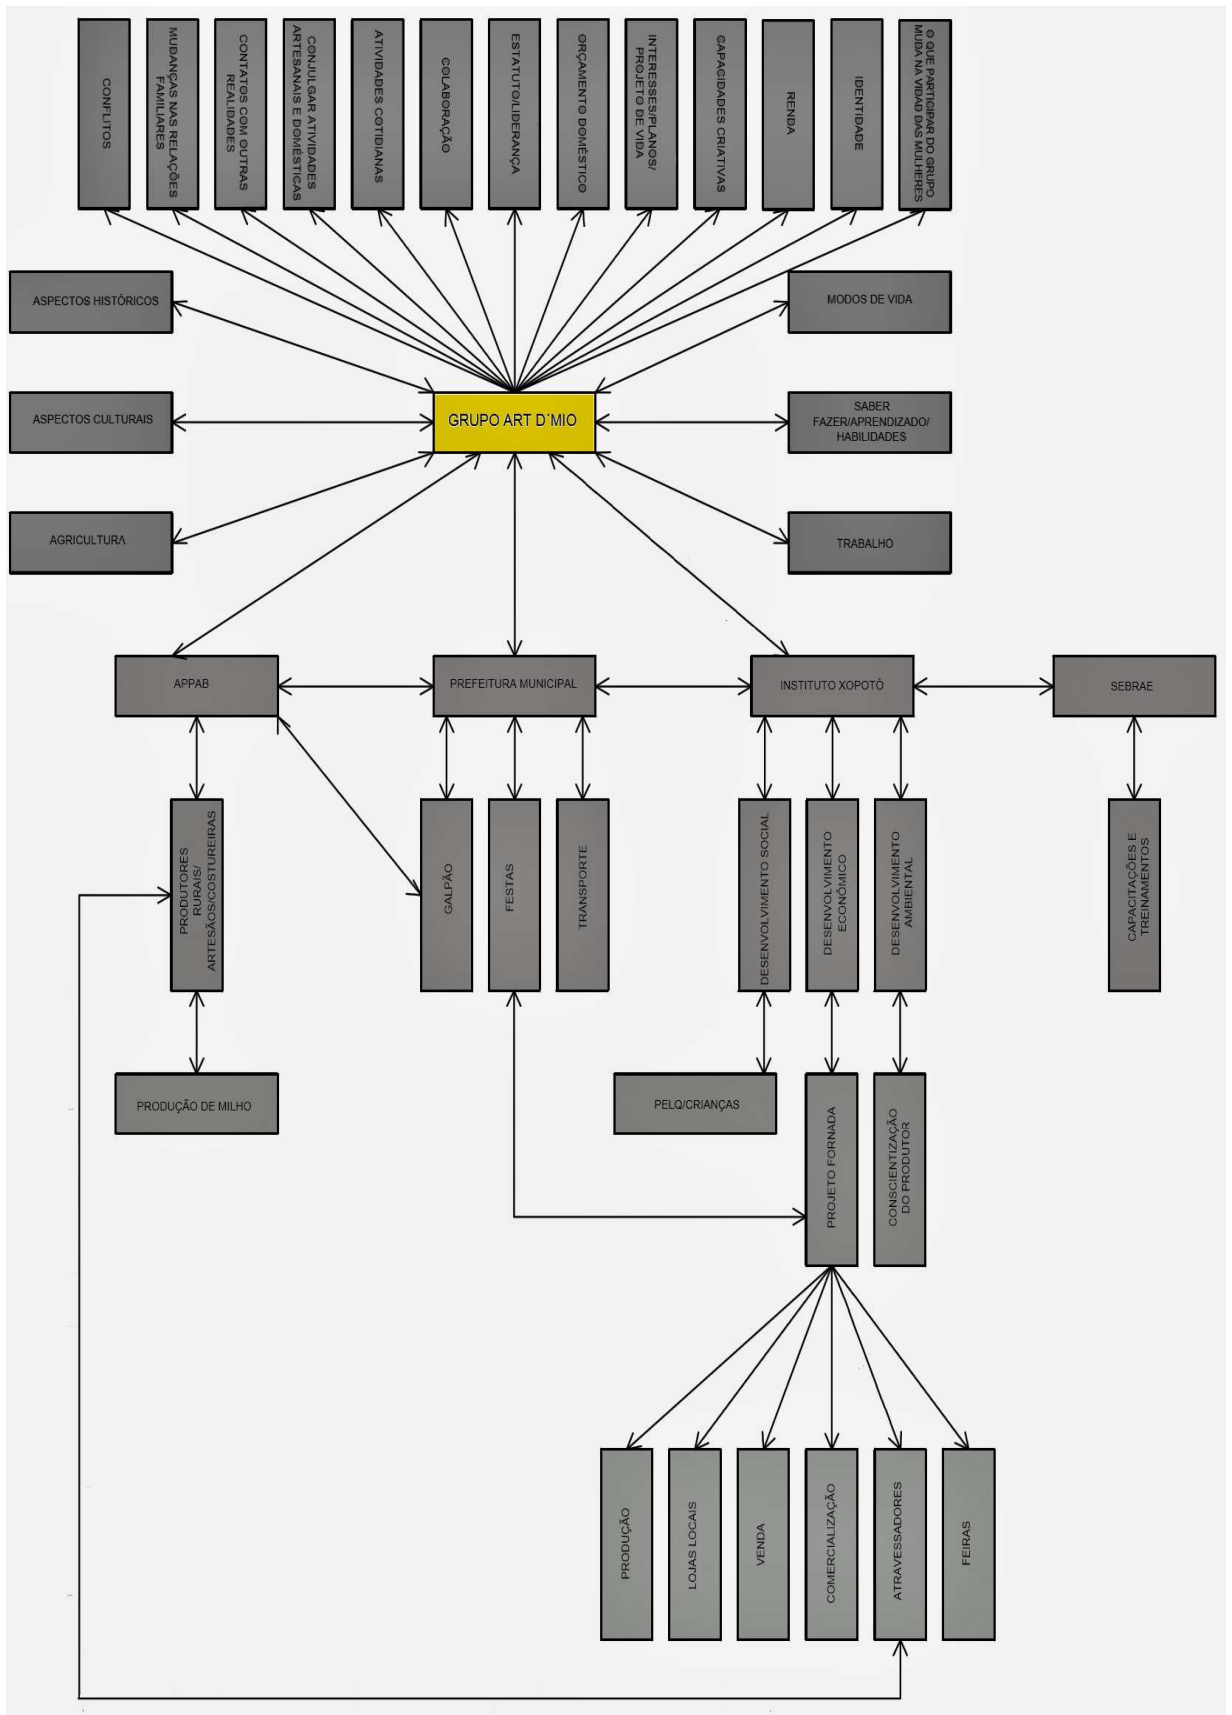 CONFLITOS
MUDANÇAS NAS RELAÇÕES
FAMILIARES
CONTATOS COM OUTRAS
REALIDADES
CONJULGAR ATIVIDADES
ARTESANAIS E DOMÉSTICAS
ATIVIDADES COTIDIANAS
COLABORAÇÃO
ESTATUTO/LIDERANÇA
ORÇAMENTO DOMÉSTICO
INTERESSES/PLANOS/
PROJETO DE VIDA
CAPACIDADES CRIATIVAS
RENDA
IDENTIDADE
O QUE PARTICIPAR DO GRUPO
MUDA NA VIDAD DAS MULHERES
ASPECTOS HISTÓRICOS
MODOS DE VIDA
ASPECTOS CULTURAIS
GRUPO ART D´MIO
SABER
FAZER/APRENDIZADO/
HABILIDADES
AGRICULTURA
TRABALHO
APPAB
PREFEITURA MUNICIPAL
INSTITUTO XOPOTÓ
SEBRAE
PRODUTORES
RURAIS/
ARTESÃOS/COSTUREIRAS
GALPÃO
FESTAS
TRANSPORTE
DESENVOLVIMENTO SOCIAL
DESENVOLVIMENTO
ECONÔMICO
DESENVOLVIMENTO
AMBIENTAL
CAPACITAÇÕES E
TREINAMENTOS
PRODUÇÃO DE MILHO
PELQ/CRIANÇAS
PROJETO FORNADA
CONSCIENTIZAÇÃO
DO PRODUTOR
PRODUÇÃO
LOJAS LOCAIS
VENDA
COMERCIALIZAÇÃO
ATRAVESSADORES
FEIRAS